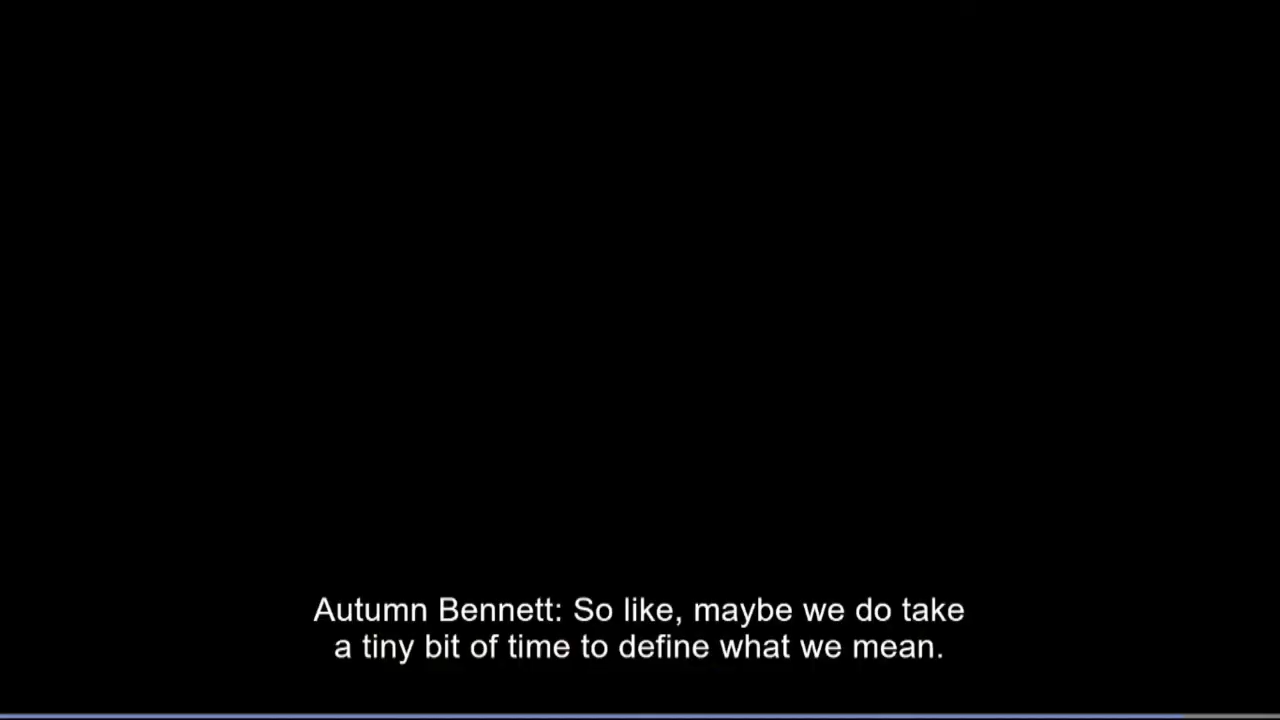 Autumn Bennett: So like, maybe we do take
a tiny bit of time to define what we mean.